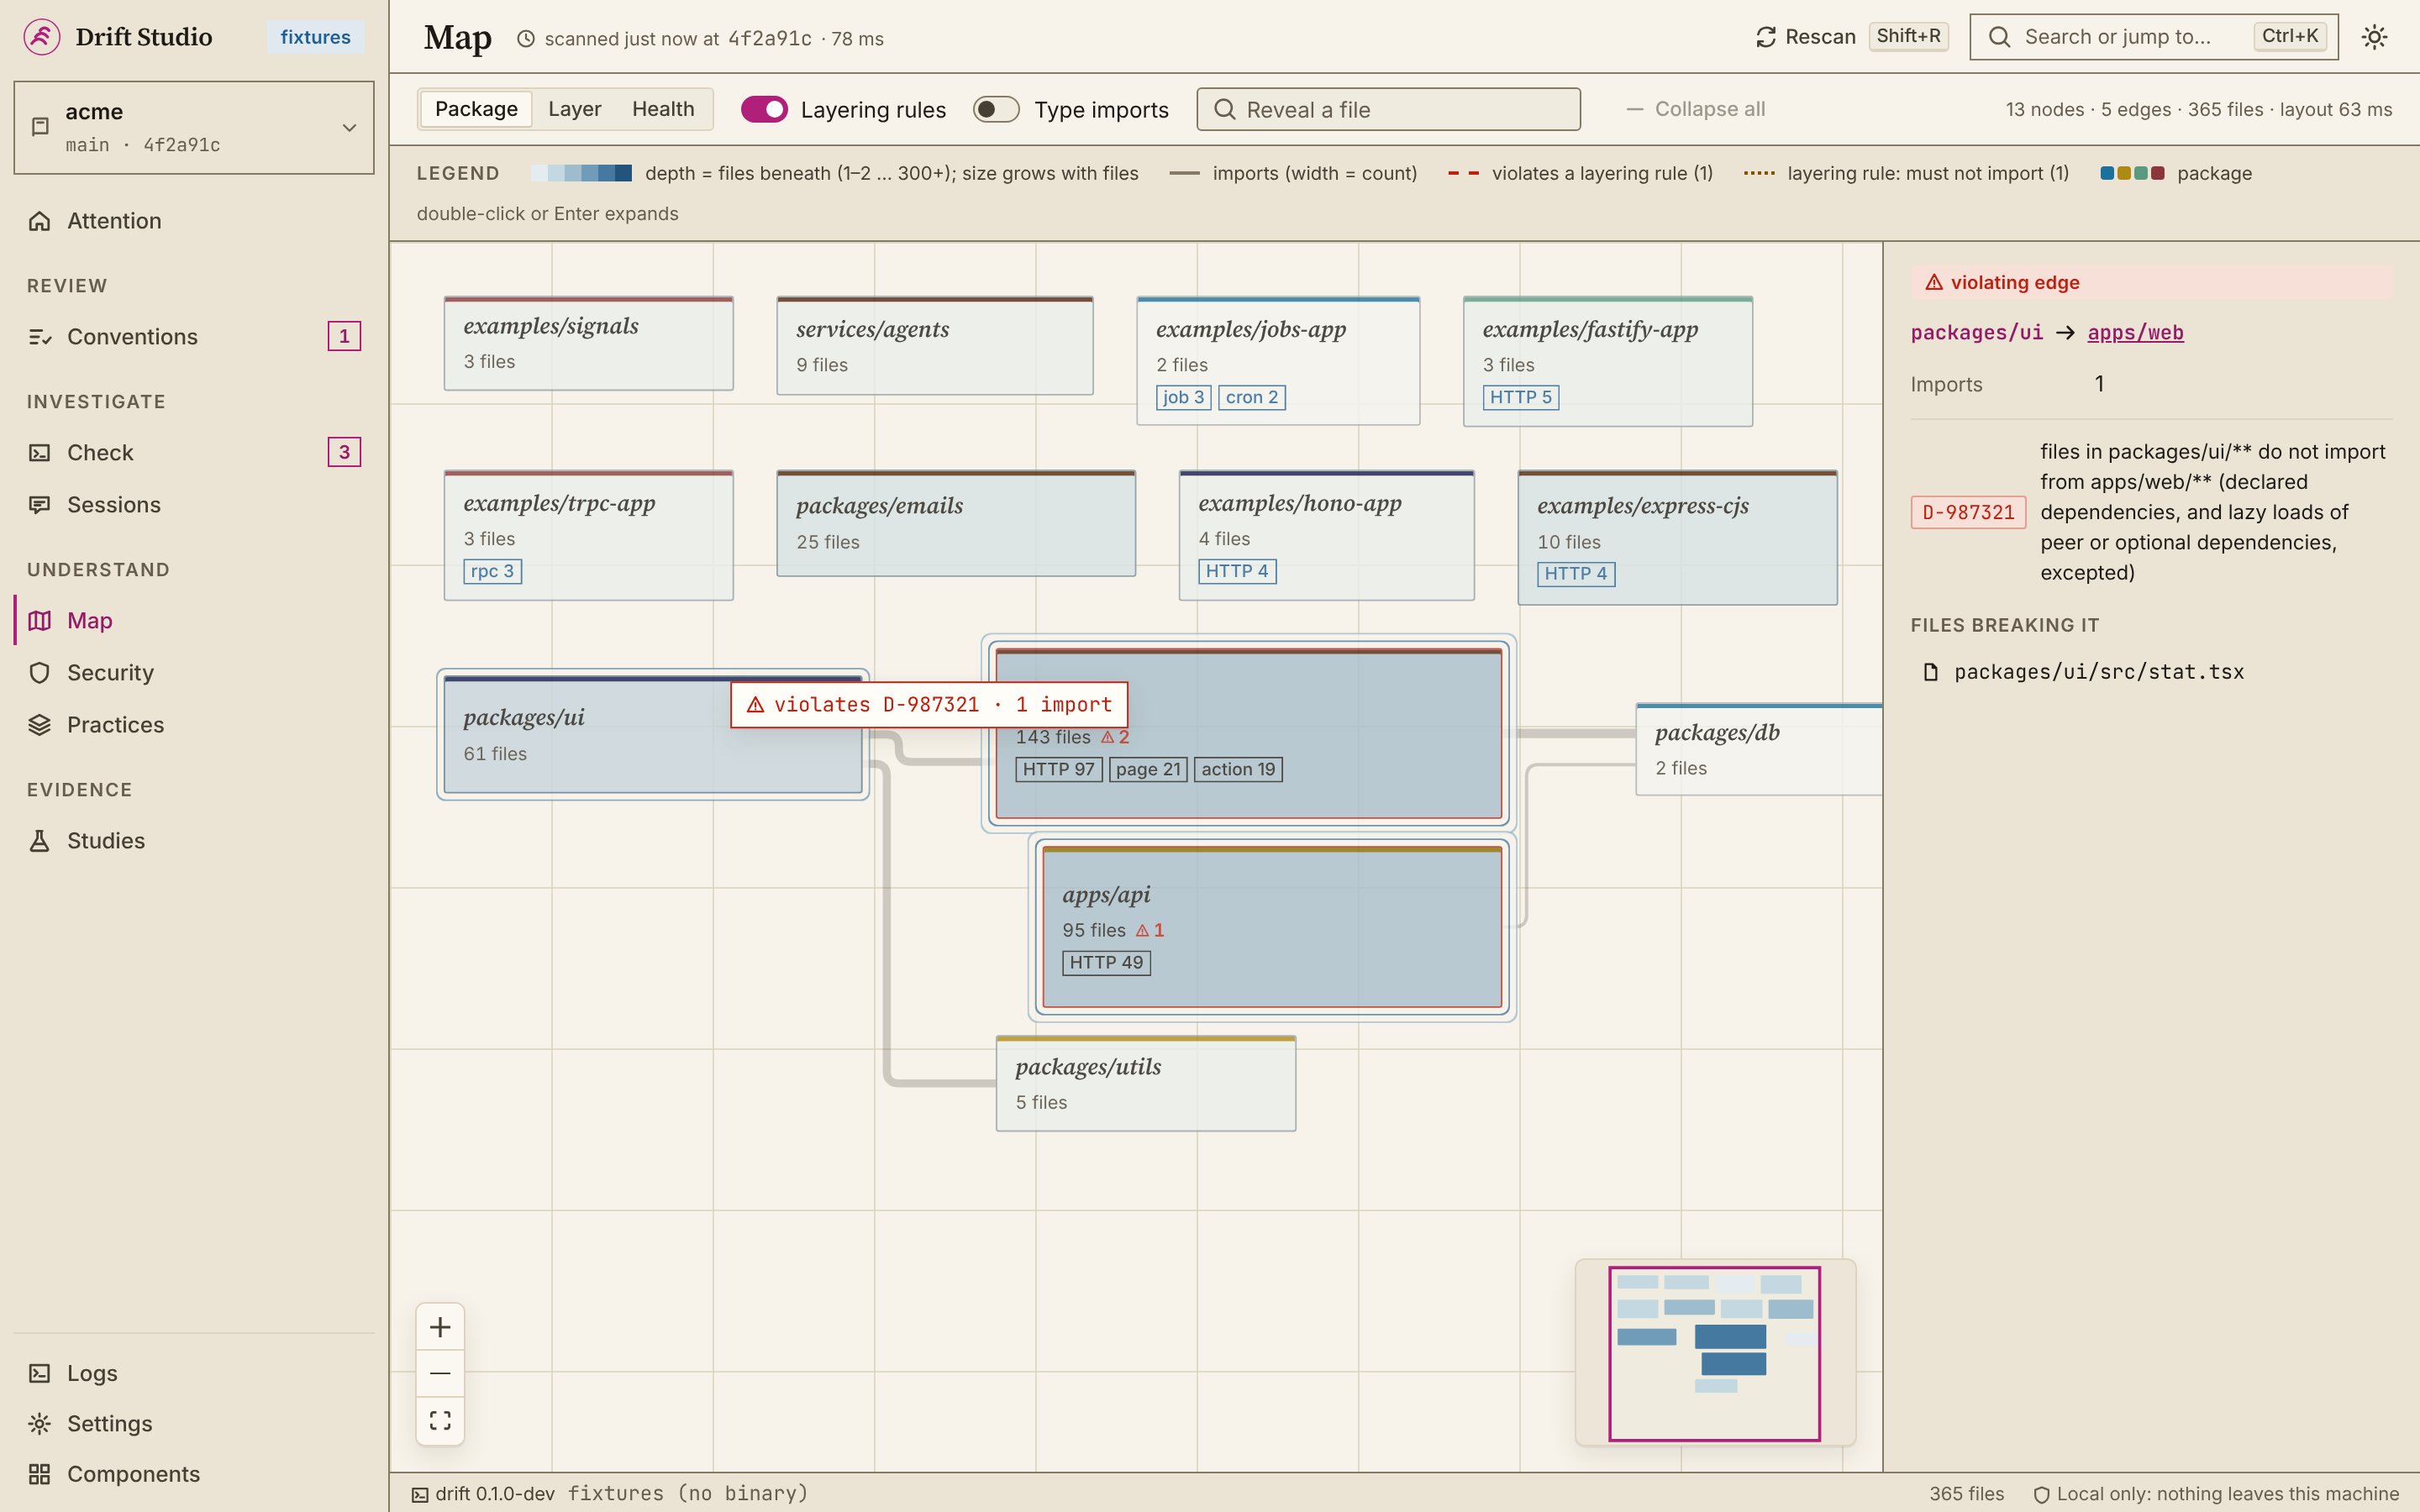 Drift Studio
fixtures
acme
main · 4f2a91c
Attention
REVIEW
Conventions
1
INVESTIGATE
Check
3
Sessions
UNDERSTAND
Map
Security
Practices
EVIDENCE
Studies
Logs
Settings
Components
Map
scanned just now at 4f2a91c · 78 ms
Rescan
Shift+R
Search or jump to...
Ctrl+K
Package
Layer
Health
Layering rules
Type imports
Reveal a file
Collapse all
13 nodes · 5 edges · 365 files · layout 63 ms
LEGEND
depth = files beneath (1–2 ... 300+); size grows with files
imports (width = count)
violates a layering rule (1)
layering rule: must not import (1)
package
double-click or Enter expands
examples/signals
3 files
services/agents
9 files
examples/jobs-app
2 files
job 3
cron 2
examples/fastify-app
3 files
HTTP 5
examples/trpc-app
3 files
rpc 3
packages/emails
25 files
examples/hono-app
4 files
HTTP 4
examples/express-cjs
10 files
HTTP 4
packages/ui
61 files
violates D-987321 · 1 import
143 files 2
HTTP 97
page 21
action 19
packages/db
2 files
apps/api
95 files 1
HTTP 49
packages/utils
5 files
violating edge
packages/ui → apps/web
Imports 1
D-987321
files in packages/ui/** do not import
from apps/web/** (declared
dependencies, and lazy loads of
peer or optional dependencies,
excepted)
FILES BREAKING IT
packages/ui/src/stat.tsx
drift 0.1.0-dev fixtures (no binary)
365 files
Local only: nothing leaves this machine